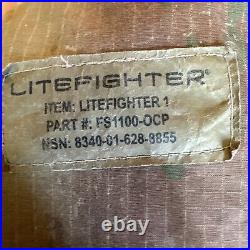 LITEFIGHTER®
ITEM: LITEFIGHTER 1
PART #: FS1100-OCP
NSN: 8340-01-628-8855